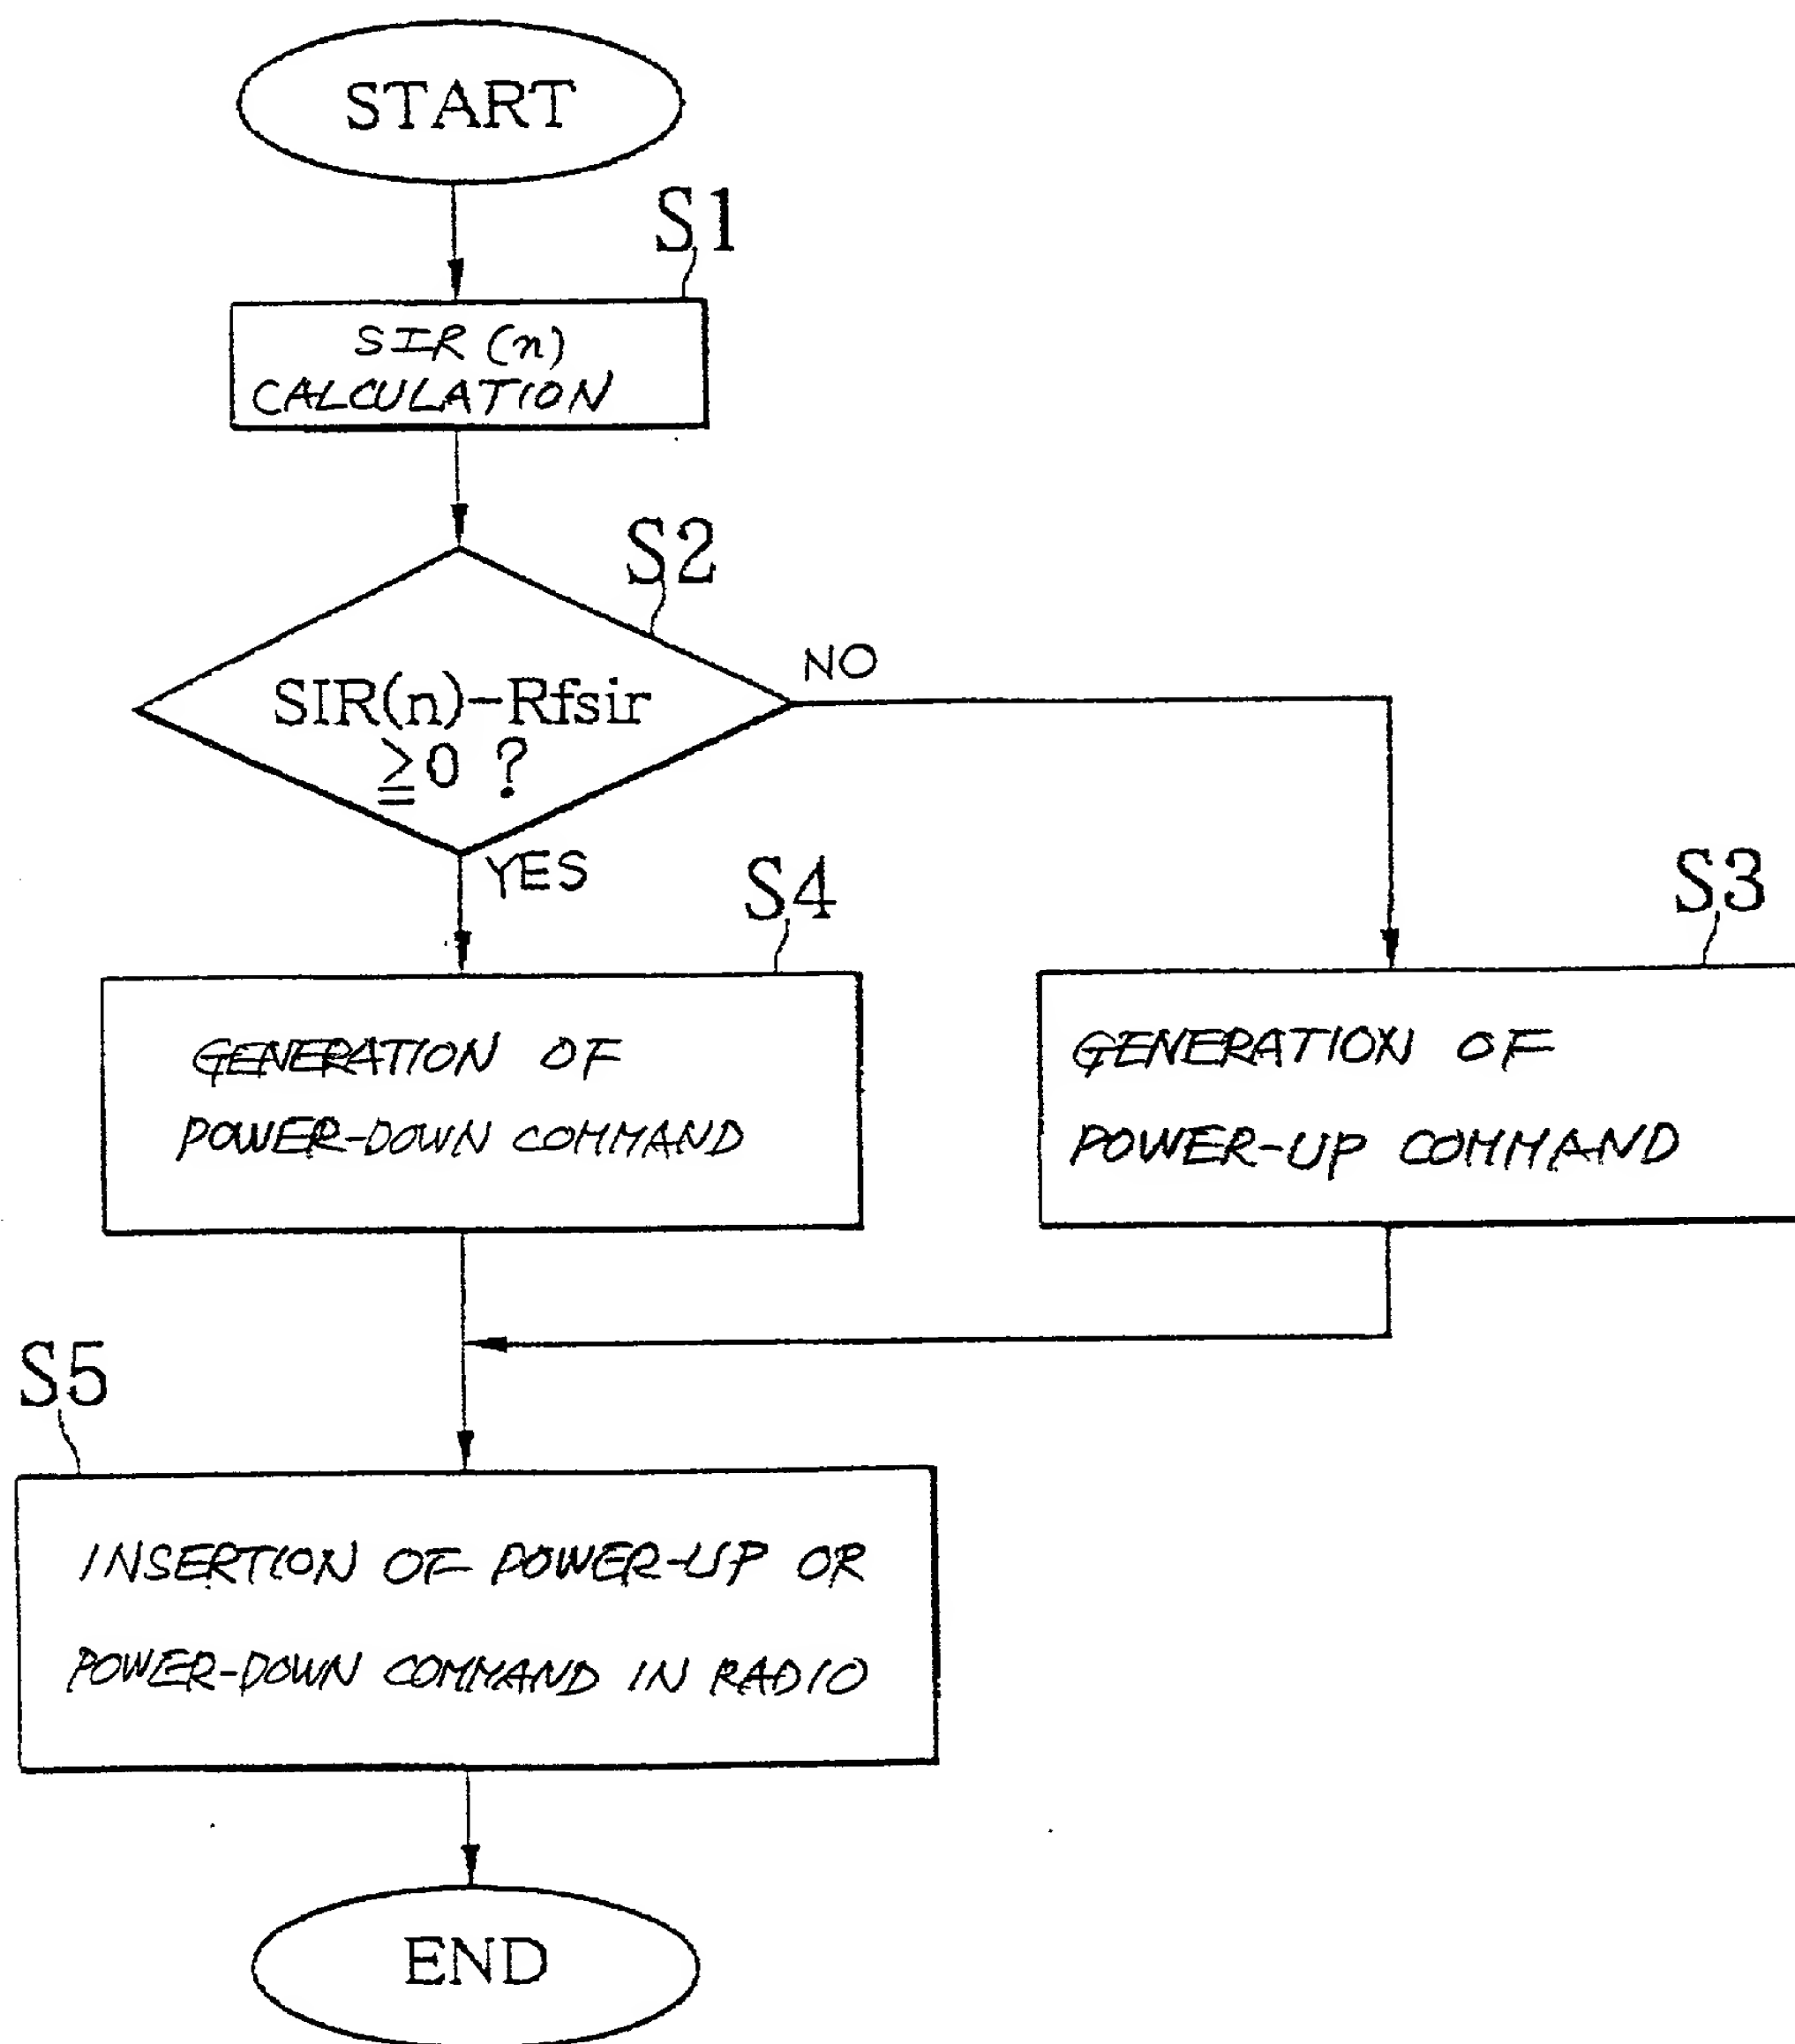 START
S1
SIR (n)
CALCULATION
S2
SIR(n)-Rfsir
≧0 ?
NO
YES
S4
GENERATION OF
POWER-DOWN COMMAND
S3
GENERATION OF
POWER-UP COMMAND
S5
INSERTION OF POWER-UP OR
POWER-DOWN COMMAND IN RADIO
END